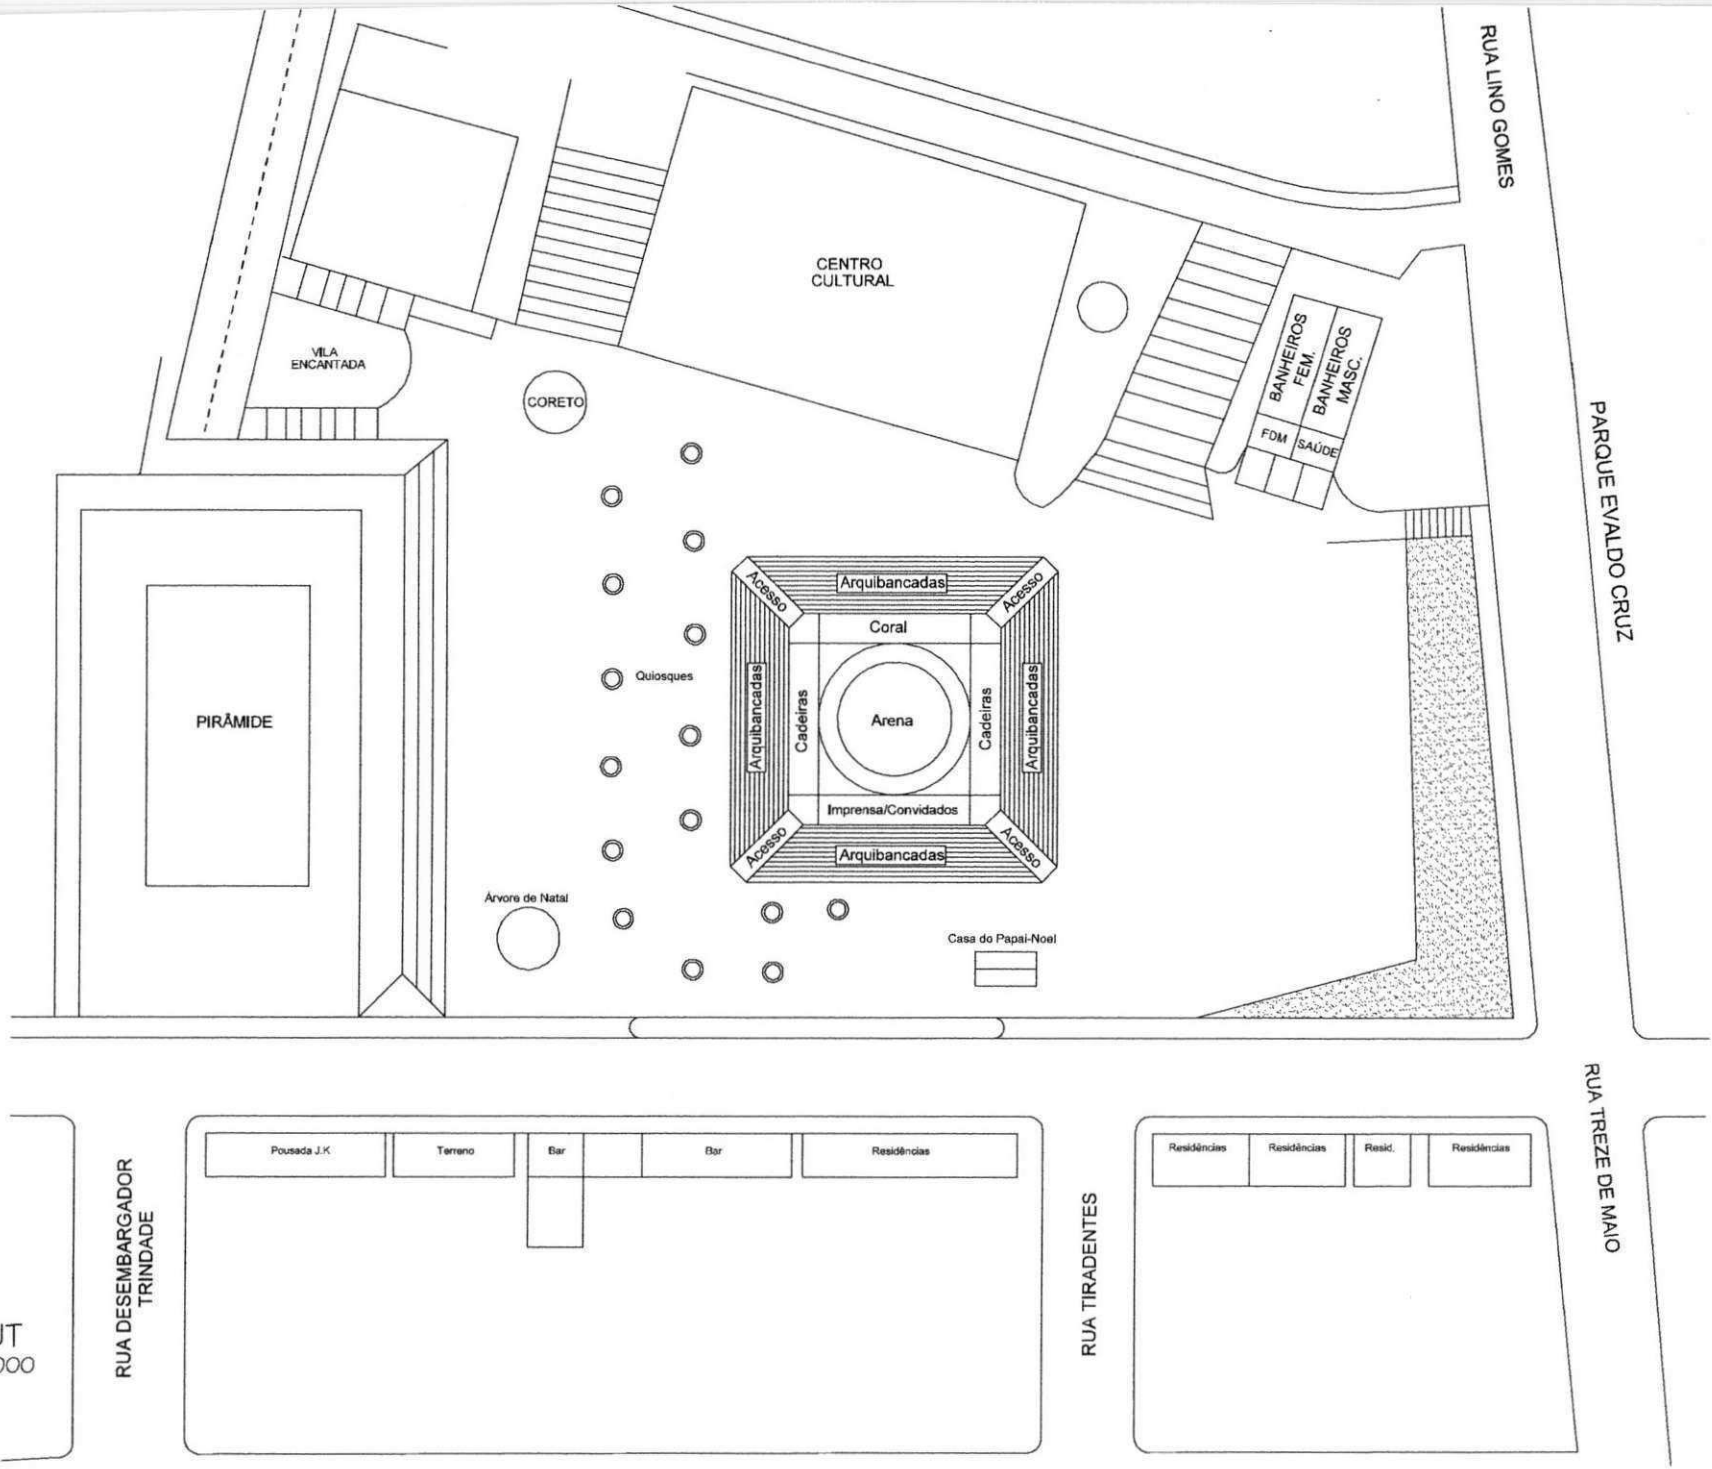 RUA LINO GOMES
CENTRO
CULTURAL
BANHEIROS
FEM.
BANHEIROS
MASC.
VILA
ENCANTADA
CORETO
FDM
SAÚDE
PARQUE EVALDO CRUZ
Acesso
Arquibancadas
Acesso
Coral
Quiosques
Arquibancadas
Cadeiras
Arena
Cadeiras
Arquibancadas
PIRÂMIDE
Imprensa/Convidados
Acesso
Arquibancadas
Acesso
Árvore de Natal
Casa do Papai-Noel
RUA TREZE DE MAIO
Pousada J.K
Terreno
Bar
Bar
Residências
Residências
Residências
Resid.
Residências
RUA DESEMBARGADOR
TRINDADE
RUA TIRADENTES